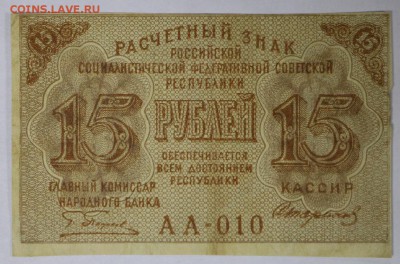 COINS.LAVE.RU
15 РАСЧЕТНЫЙ ЗНАК 15
РОССИЙСКОЙ
СОЦИАЛИСТИЧЕСКОЙ ФЕДЕРАТИВНОЙ СОВЕТСКОЙ
РЕСПУБЛИКИ
15 РУБЛЕЙ 15
ОБЕСПЕЧИВАЕТСЯ
ВСЕМ ДОСТОЯНИЕМ
РЕСПУБЛИКИ
ГЛАВНЫЙ КОМИССАР
НАРОДНОГО БАНКА
КАССИР
АА-010